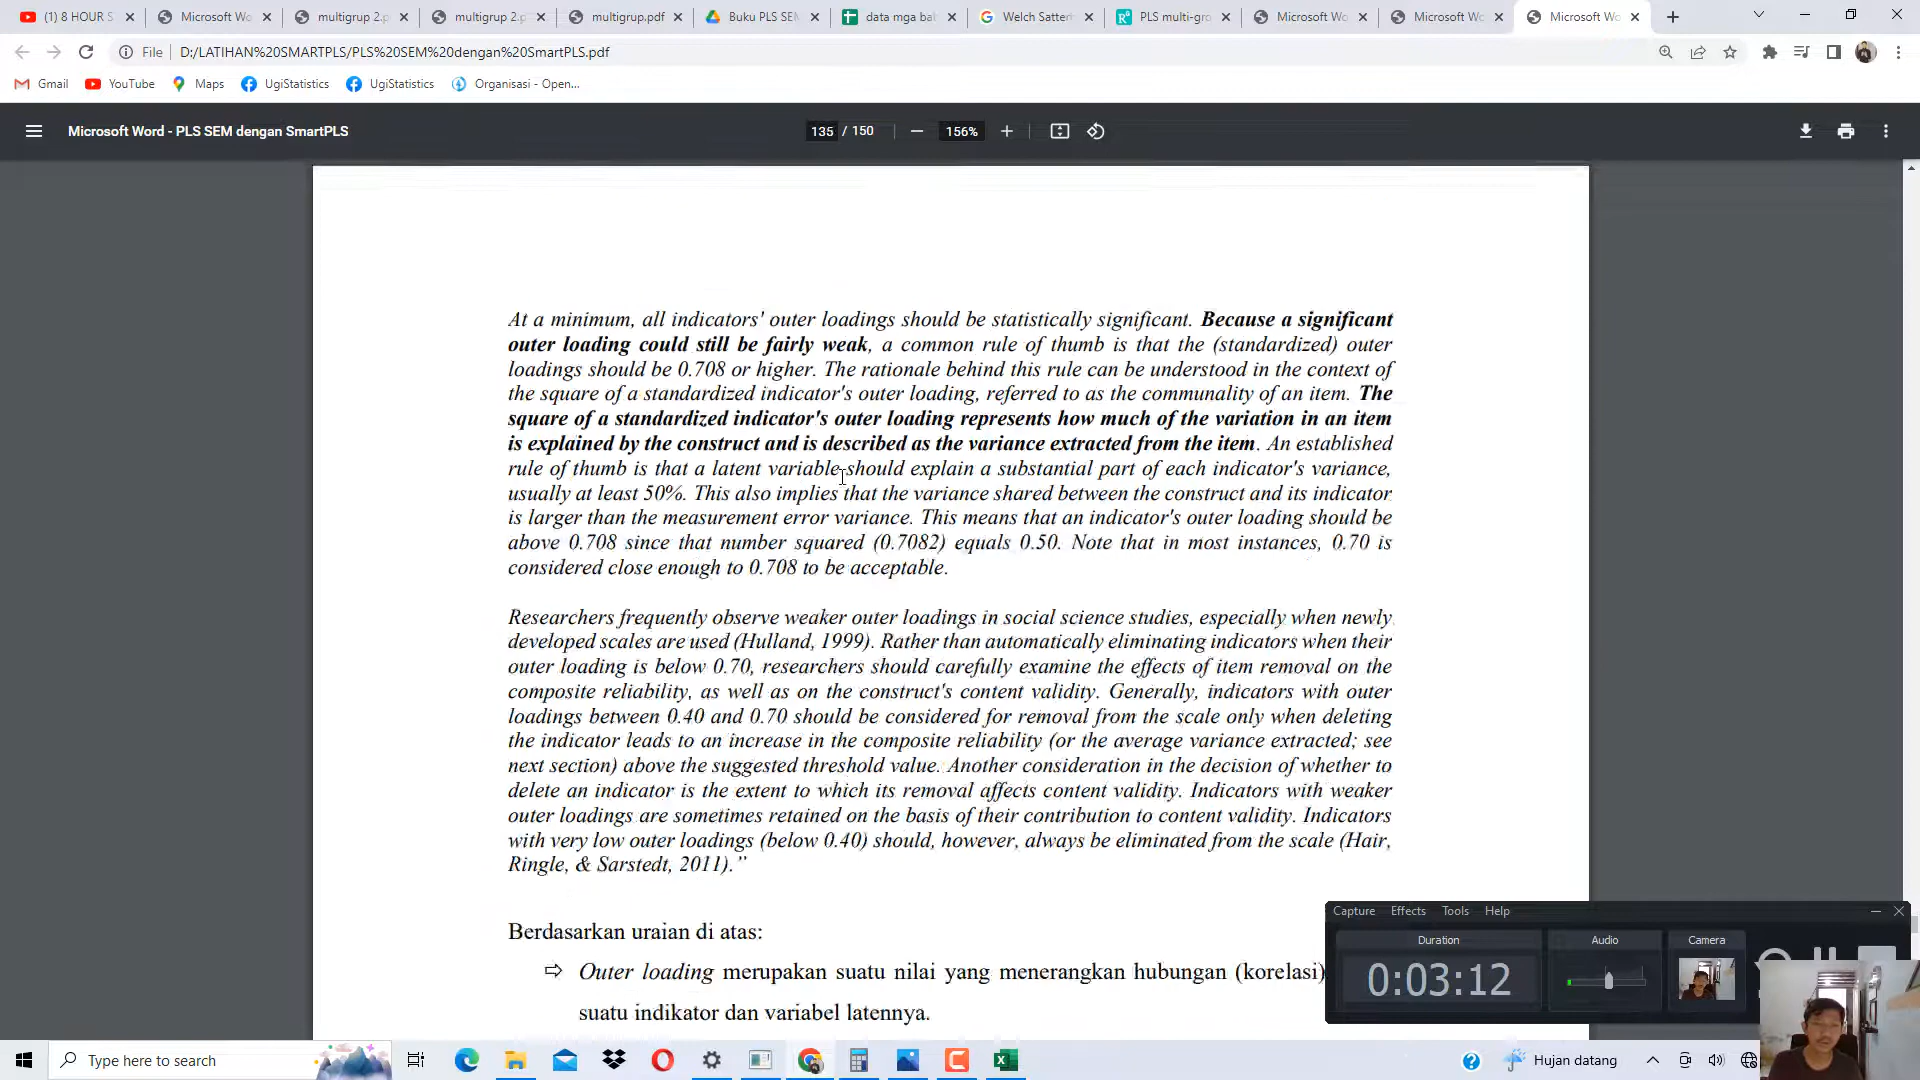 (1) 8 HOUR S
Microsoft Wo
multigrup 2.p
multigrup 2.p
multigrup.pdf
Buku PLS SEM
data mga bal
Welch Satter
PLS multi-gro
Microsoft Wo
Microsoft Wo
Microsoft Wo
File D:/LATIHAN%20SMARTPLS/PLS%20SEM%20dengan%20SmartPLS.pdf
Gmail YouTube Maps UgiStatistics UgiStatistics Organisasi - Open...
Microsoft Word - PLS SEM dengan SmartPLS 135 / 150 156%
At a minimum, all indicators' outer loadings should be statistically significant. Because a significant
outer loading could still be fairly weak, a common rule of thumb is that the (standardized) outer
loadings should be 0.708 or higher. The rationale behind this rule can be understood in the context of
the square of a standardized indicator's outer loading, referred to as the communality of an item. The
square of a standardized indicator's outer loading represents how much of the variation in an item
is explained by the construct and is described as the variance extracted from the item. An established
rule of thumb is that a latent variable should explain a substantial part of each indicator's variance,
usually at least 50%. This also implies that the variance shared between the construct and its indicator
is larger than the measurement error variance. This means that an indicator's outer loading should be
above 0.708 since that number squared (0.7082) equals 0.50. Note that in most instances, 0.70 is
considered close enough to 0.708 to be acceptable.
Researchers frequently observe weaker outer loadings in social science studies, especially when newly
developed scales are used (Hulland, 1999). Rather than automatically eliminating indicators when their
outer loading is below 0.70, researchers should carefully examine the effects of item removal on the
composite reliability, as well as on the construct's content validity. Generally, indicators with outer
loadings between 0.40 and 0.70 should be considered for removal from the scale only when deleting
the indicator leads to an increase in the composite reliability (or the average variance extracted; see
next section) above the suggested threshold value. Another consideration in the decision of whether to
delete an indicator is the extent to which its removal affects content validity. Indicators with weaker
outer loadings are sometimes retained on the basis of their contribution to content validity. Indicators
with very low outer loadings (below 0.40) should, however, always be eliminated from the scale (Hair,
Ringle, & Sarstedt, 2011).”
Berdasarkan uraian di atas:
⇨ Outer loading merupakan suatu nilai yang menerangkan hubungan (korelasi)
suatu indikator dan variabel latennya.
Capture Effects Tools Help
Duration Audio Camera
0:03:12
Type here to search
Hujan datang